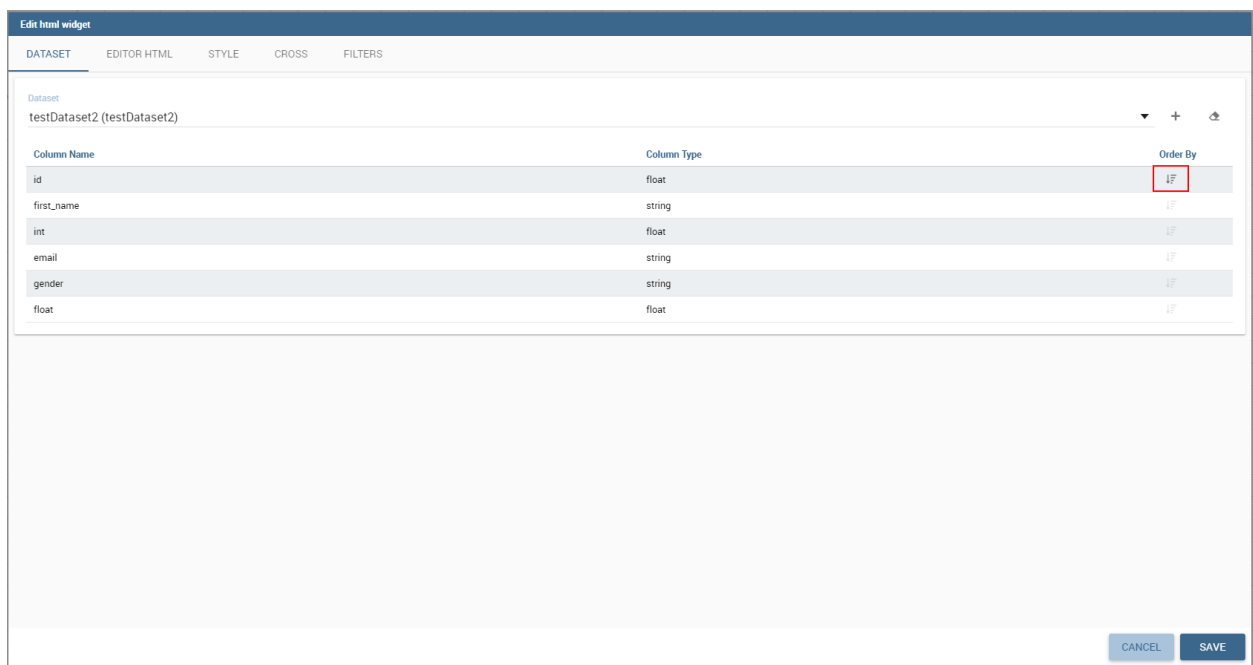 Edit html widget
DATASET EDITOR HTML STYLE CROSS FILTERS
Dataset
testDataset2 (testDataset2)
Column Name Column Type Order By
id float
first_name string
int float
email string
gender string
float float
CANCEL SAVE